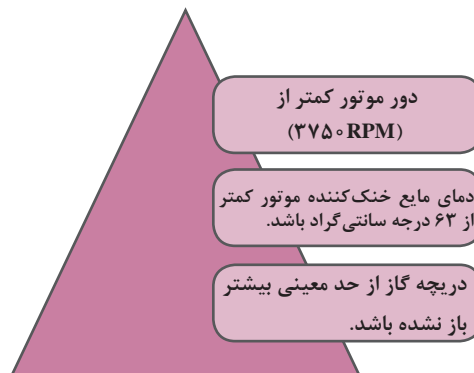 دور موتور کمتر از
(۳۷۵۰RPM)
دمای مایع خنک‌کننده موتور کمتر
از ۶۳ درجه سانتی‌گراد باشد.
دریچه گاز از حد معینی بیشتر
باز نشده باشد.